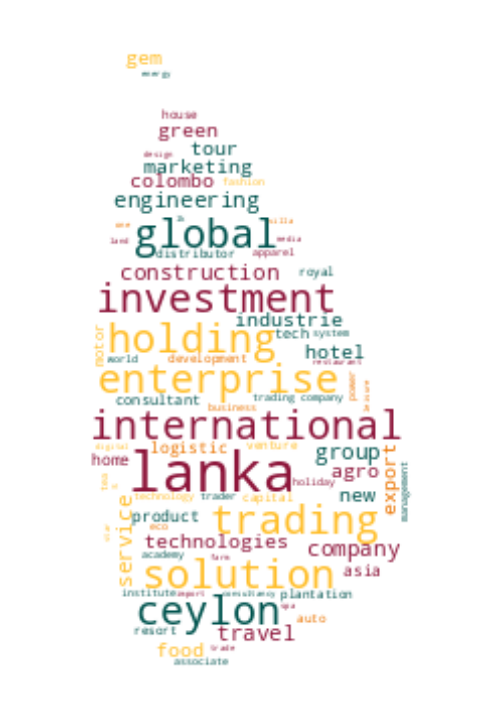 gem
energy
house
green
design
tour
marketing
colombo fashion
engineering
global
land media
distributor apparel
construction royal
investment
industrie
motor
holding tech system
world development hotel
restaurant
enterprise
power
leisure
consultant trading company
business
international
digital logistic venture group
home lanka agro
export
management
tea holiday
technology trader capital new
service
product trading
eco
technologies company
academy farm
solution asia
institute import consultancy plantation
ceylon spa
auto
resort travel
food trade
associate